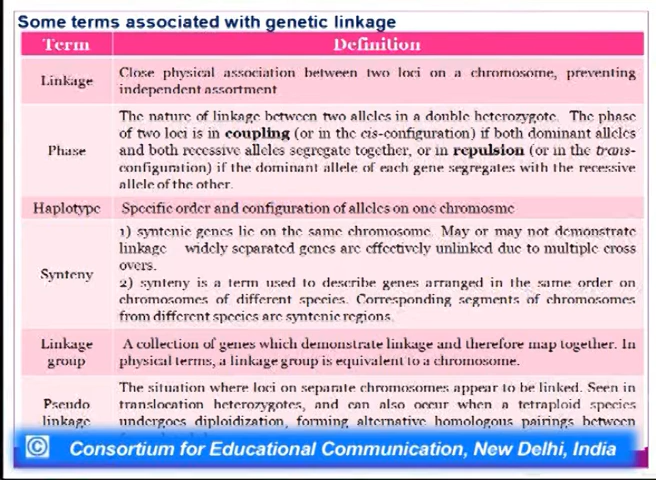 Some terms associated with genetic linkage
Term Definition
Linkage
Close physical association between two loci on a chromosome, preventing
independent assortment
Phase
The nature of linkage between two alleles in a double heterozygote. The phase
of two loci is in coupling (or in the cis-configuration) if both dominant alleles
and both recessive alleles segregate together, or in repulsion (or in the trans-
configuration) if the dominant allele of each gene segregates with the recessive
allele of the other.
Haplotype
Specific order and configuration of alleles on one chromosme
Synteny
1) syntenic genes lie on the same chromosome. May or may not demonstrate
linkage widely separated genes are effectively unlinked due to multiple cross
overs.
2) synteny is a term used to describe genes arranged in the same order on
chromosomes of different species. Corresponding segments of chromosomes
from different species are syntenic regions.
Linkage
group
A collection of genes which demonstrate linkage and therefore map together. In
physical terms, a linkage group is equivalent to a chromosome.
Pseudo
linkage
The situation where loci on separate chromosomes appear to be linked. Seen in
translocation heterozygotes, and can also occur when a tetraploid species
undergoes diploidization, forming alternative homologous pairings between
© Consortium for Educational Communication, New Delhi, India